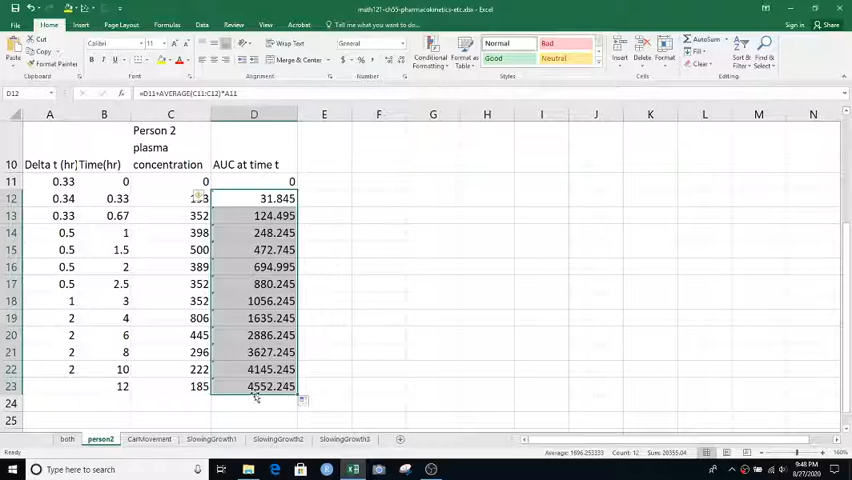 math121-ch55-pharmacokinetics-etc.xlsx - Excel
Sign in Share
File Home Insert Page Layout Formulas Data Review View Acrobat Tell me what you want to do...
Cut
Copy
Format Painter
Paste
Clipboard
Calibri 11
B I U
Font
Wrap Text
Merge & Center
Alignment
General
$ % ,
Number
Conditional Formatting
Format as Table
Normal Bad
Good Neutral
Styles
Insert Delete Format
Cells
AutoSum
Fill
Clear
Sort & Filter
Find & Select
Editing
D12 =D11+AVERAGE(C11:C12)*A11
A B C D E F G H I J K L M N
10 Delta t (hr) Time(hr) Person 2 plasma concentration AUC at time t
11 0.33 0 0 0
12 0.34 0.33 193 31.845
13 0.33 0.67 352 124.495
14 0.5 1 398 248.245
15 0.5 1.5 500 472.745
16 0.5 2 389 694.995
17 0.5 2.5 352 880.245
18 1 3 352 1056.245
19 2 4 806 1635.245
20 2 6 445 2886.245
21 2 8 296 3627.245
22 2 10 222 4145.245
23 12 185 4552.245
24
25
both person2 CarMovement SlowingGrowth1 SlowingGrowth2 SlowingGrowth3
Average: 1696.253333 Count: 12 Sum: 20355.04 160%
Type here to search
9:48 PM
8/27/2020